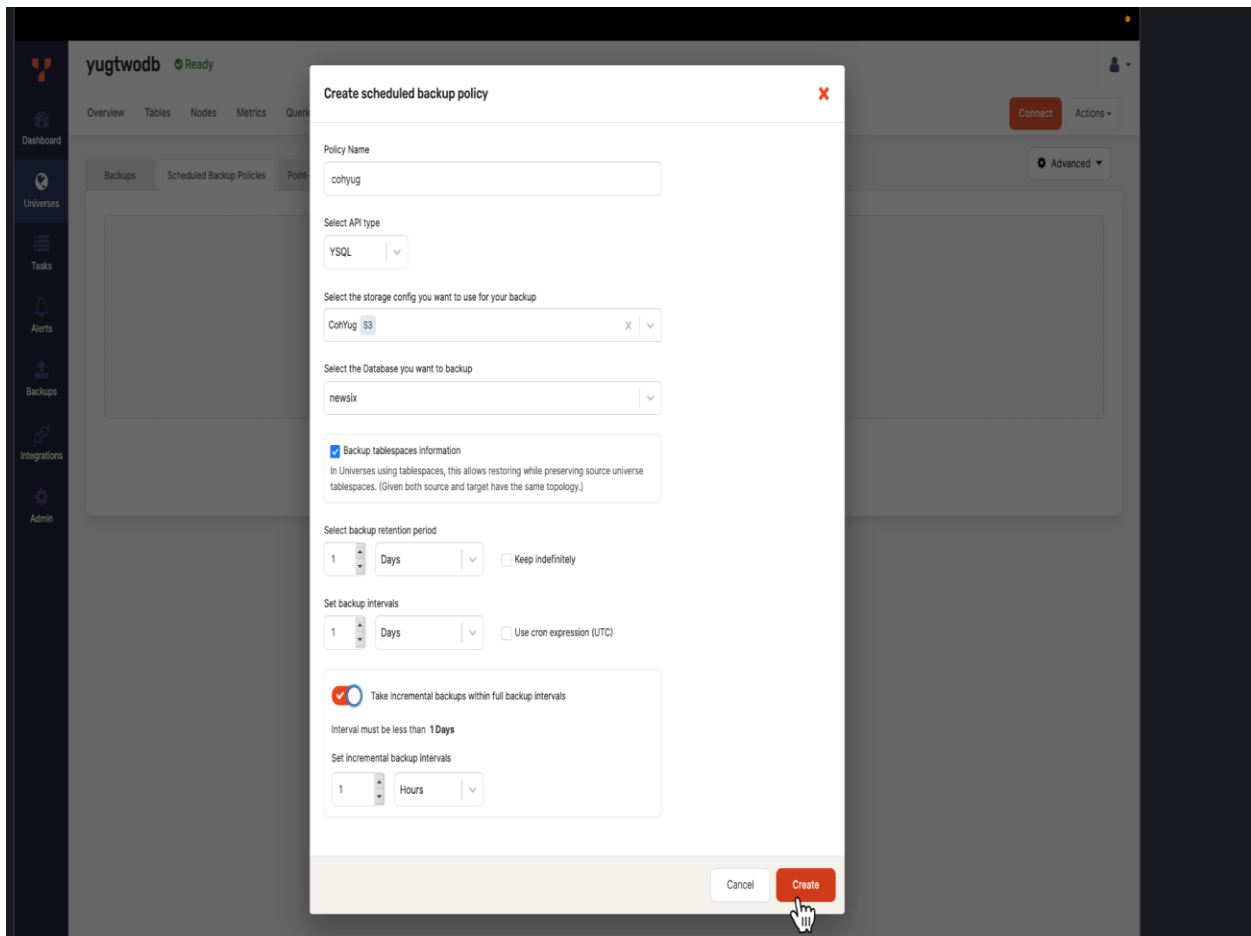 yugtwodb Ready
Overview Tables Nodes Metrics
Connect Actions
Dashboard
Universes
Tasks
Alerts
Backups
Integrations
Admin
Backups Scheduled Backup Policies
Advanced
Create scheduled backup policy
Policy Name
cohyug
Select API type
YSQL
Select the storage config you want to use for your backup
CohYug S3 X
Select the Database you want to backup
newsix
Backup tablespaces information
In Universes using tablespaces, this allows restoring while preserving source universe
tablespaces. (Given both source and target have the same topology.)
Select backup retention period
1 Days Keep indefinitely
Set backup intervals
1 Days Use cron expression (UTC)
Take incremental backups within full backup intervals
Interval must be less than 1 Days
Set incremental backup intervals
1 Hours
Cancel Create